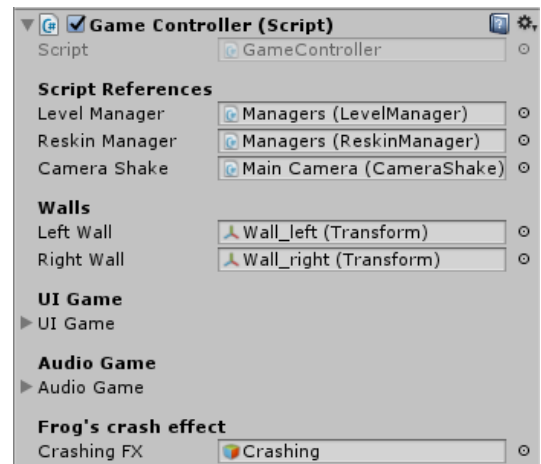 Game Controller (Script)
Script GameController
Script References
Level Manager Managers (LevelManager)
Reskin Manager Managers (ReskinManager)
Camera Shake Main Camera (CameraShake)
Walls
Left Wall Wall_left (Transform)
Right Wall Wall_right (Transform)
UI Game
UI Game
Audio Game
Audio Game
Frog's crash effect
Crashing FX Crashing